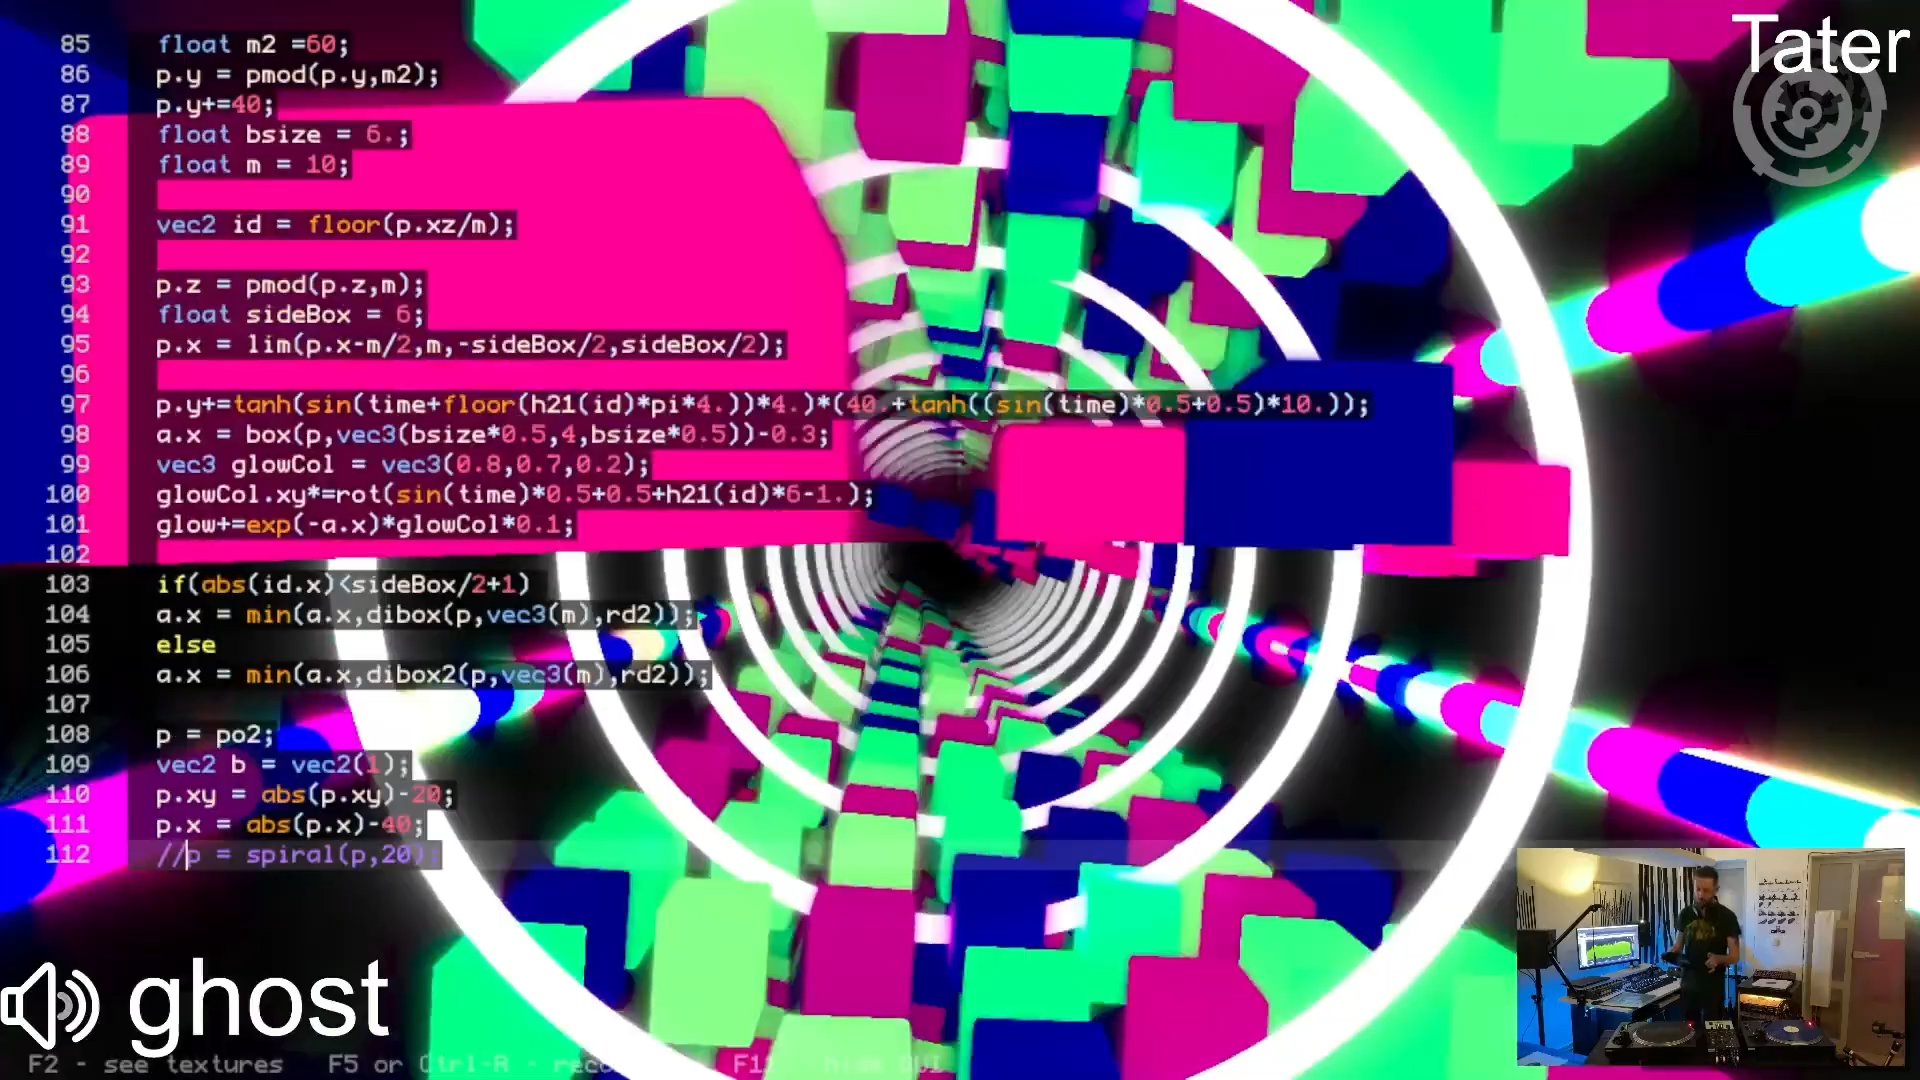 Tater
85 float m2 =60;
86 p.y = pmod(p.y,m2);
87 p.y+=40;
88 float bsize = 6.;
89 float m = 10;
90
91 vec2 id = floor(p.xz/m);
92
93 p.z = pmod(p.z,m);
94 float sideBox = 6;
95 p.x = lim(p.x-m/2,m,-sideBox/2,sideBox/2);
96
97 p.y+=tanh(sin(time+floor(h21(id)*pi*4.))*4.)*(40.+tanh((sin(time)*0.5+0.5)*10.));
98 a.x = box(p,vec3(bsize*0.5,4,bsize*0.5))-0.3;
99 vec3 glowCol = vec3(0.8,0.7,0.2);
100 glowCol.xy*=rot(sin(time)*0.5+0.5+h21(id)*6-1.);
101 glow+=exp(-a.x)*glowCol*0.1;
102
103 if(abs(id.x)<sideBox/2+1)
104 a.x = min(a.x,dibox(p,vec3(m),rd2));
105 else
106 a.x = min(a.x,dibox2(p,vec3(m),rd2));
107
108 p = po2;
109 vec2 b = vec2(1);
110 p.xy = abs(p.xy)-20;
111 p.x = abs(p.x)-40;
112 //p = spiral(p,20);
ghost
F2 - see textures F5 or Ctrl-R -